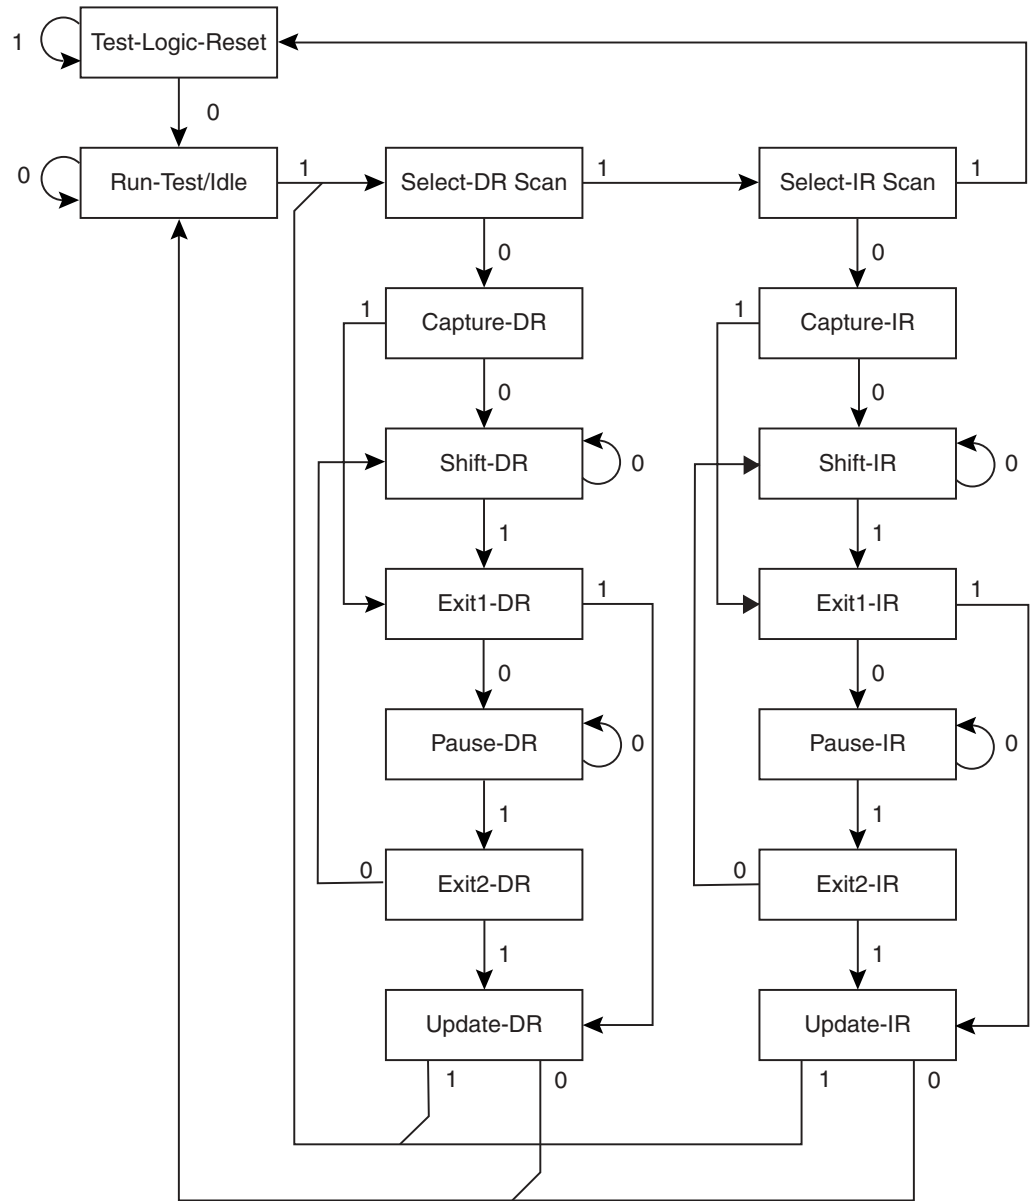 1
Test-Logic-Reset
0
0
Run-Test/Idle
1
Select-DR Scan
1
Select-IR Scan
1
0
0
1
Capture-DR
1
Capture-IR
0
0
Shift-DR
0
Shift-IR
0
1
1
Exit1-DR
1
Exit1-IR
1
0
0
Pause-DR
0
Pause-IR
0
1
1
0
Exit2-DR
0
Exit2-IR
1
1
Update-DR
Update-IR
1
0
1
0